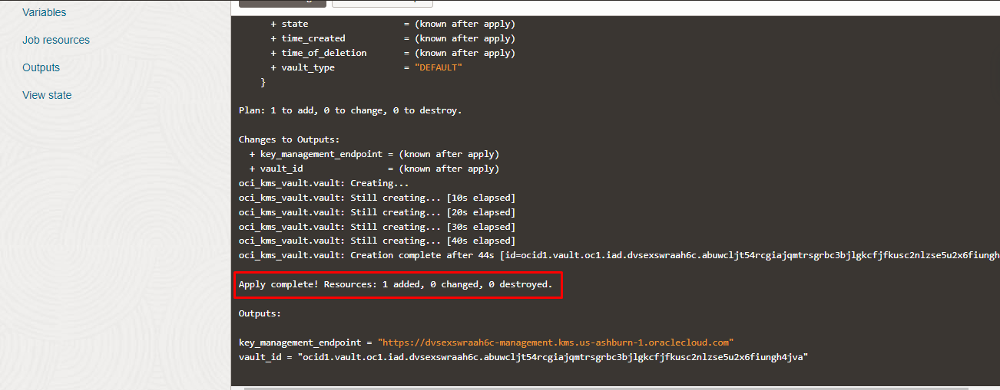 Variables
Job resources
Outputs
View state
+ state = (known after apply)
+ time_created = (known after apply)
+ time_of_deletion = (known after apply)
+ vault_type = "DEFAULT"
}
Plan: 1 to add, 0 to change, 0 to destroy.
Changes to Outputs:
+ key_management_endpoint = (known after apply)
+ vault_id = (known after apply)
oci_kms_vault.vault: Creating...
oci_kms_vault.vault: Still creating... [10s elapsed]
oci_kms_vault.vault: Still creating... [20s elapsed]
oci_kms_vault.vault: Still creating... [30s elapsed]
oci_kms_vault.vault: Still creating... [40s elapsed]
oci_kms_vault.vault: Creation complete after 44s [id=ocid1.vault.oc1.iad.dvsexswraah6c.abuwcljt54rcgiajqmtrsgrbc3bjlgkcfjfkusc2nlzse5u2x6fiungh
Apply complete! Resources: 1 added, 0 changed, 0 destroyed.
Outputs:
key_management_endpoint = "https://dvsexswraah6c-management.kms.us-ashburn-1.oraclecloud.com"
vault_id = "ocid1.vault.oc1.iad.dvsexswraah6c.abuwcljt54rcgiajqmtrsgrbc3bjlgkcfjfkusc2nlzse5u2x6fiungh4jva"